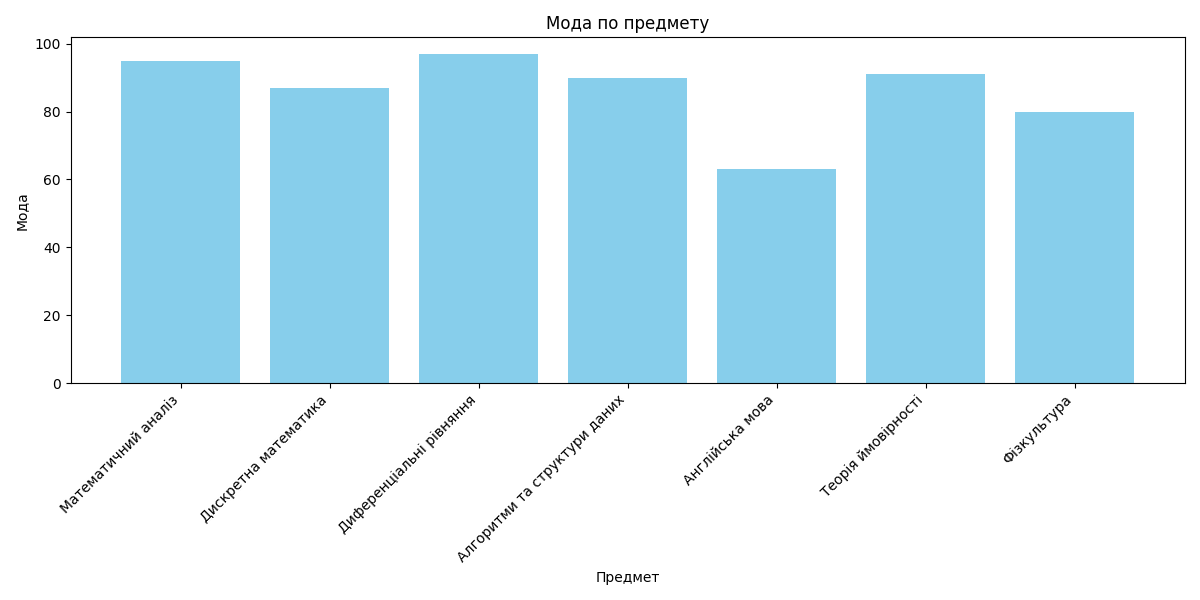 Мода по предмету
Мода
100
80
60
40
20
0
Математичний аналіз
Дискретна математика
Диференціальні рівняння
Алгоритми та структури даних
Англійська мова
Теорія ймовірності
Фізкультура
Предмет